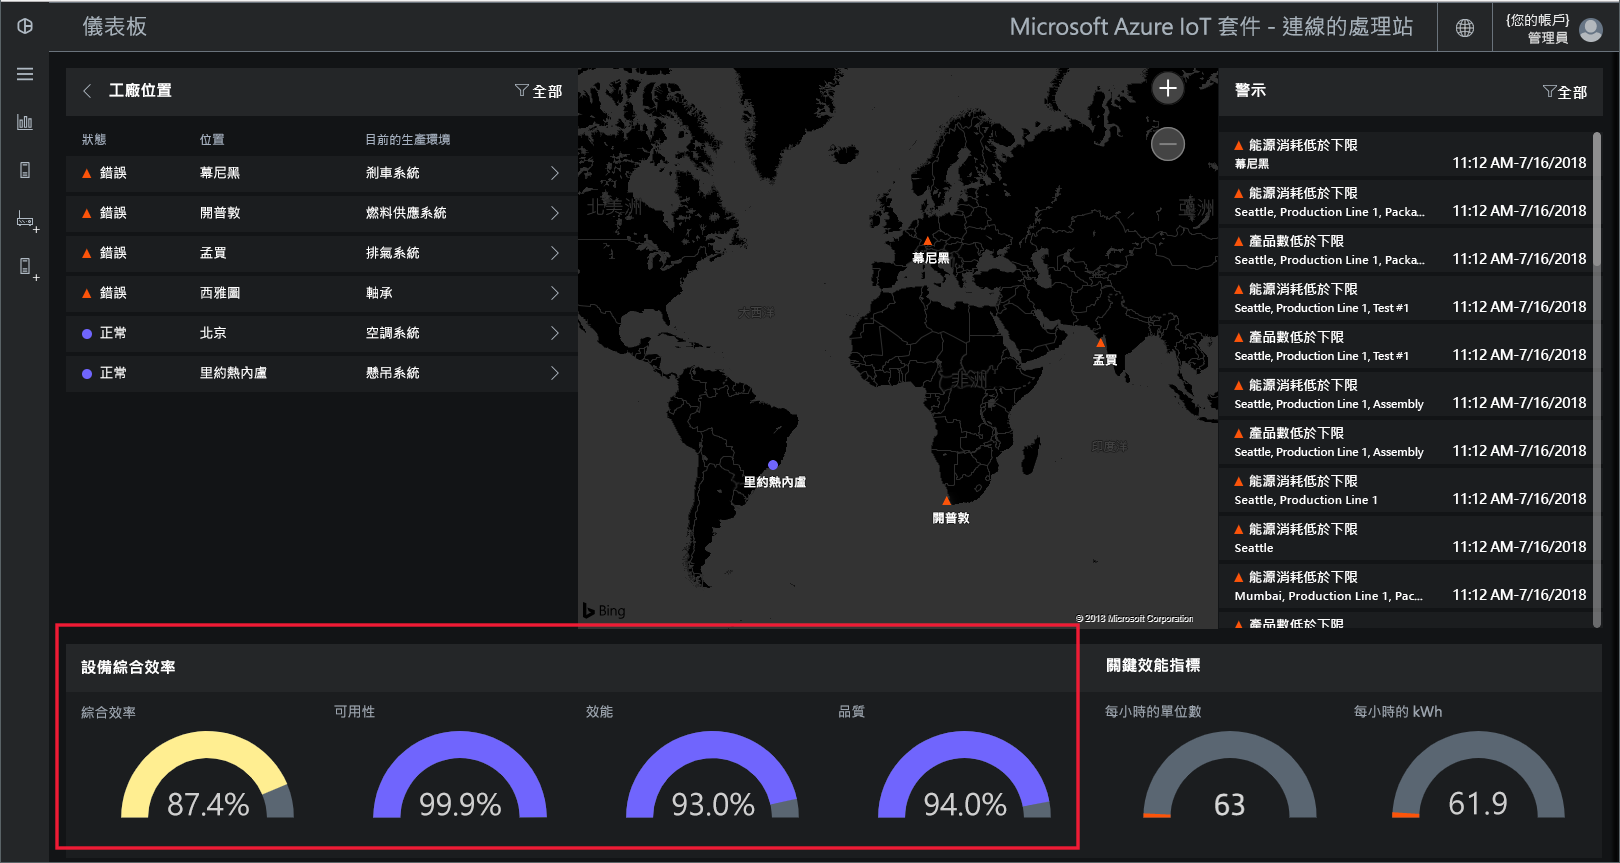 儀表板
Microsoft Azure IoT 套件 - 連線的處理站
{您的帳戶}
管理員
工廠位置
全部
狀態 位置 目前的生產環境
錯誤 幕尼黑 剎車系統
錯誤 開普敦 燃料供應系統
錯誤 孟買 排氣系統
錯誤 西雅圖 軸承
正常 北京 空調系統
正常 里約熱內盧 懸吊系統
北美洲
亞洲
幕尼黑
大西洋
孟買
非洲
印度洋
里約熱內盧
開普敦
Bing
© 2018 Microsoft Corporation
警示
全部
能源消耗低於下限
幕尼黑 11:12 AM-7/16/2018
能源消耗低於下限
Seattle, Production Line 1, Packa... 11:12 AM-7/16/2018
產品數低於下限
Seattle, Production Line 1, Packa... 11:12 AM-7/16/2018
能源消耗低於下限
Seattle, Production Line 1, Test #1 11:12 AM-7/16/2018
產品數低於下限
Seattle, Production Line 1, Test #1 11:12 AM-7/16/2018
能源消耗低於下限
Seattle, Production Line 1, Assembly 11:12 AM-7/16/2018
產品數低於下限
Seattle, Production Line 1, Assembly 11:12 AM-7/16/2018
能源消耗低於下限
Seattle, Production Line 1 11:12 AM-7/16/2018
能源消耗低於下限
Seattle 11:12 AM-7/16/2018
能源消耗低於下限
Mumbai, Production Line 1, Pac... 11:12 AM-7/16/2018
產品數低於下限
設備綜合效率
綜合效率 可用性 效能 品質
87.4% 99.9% 93.0% 94.0%
關鍵效能指標
每小時的單位數 每小時的 kWh
63 61.9